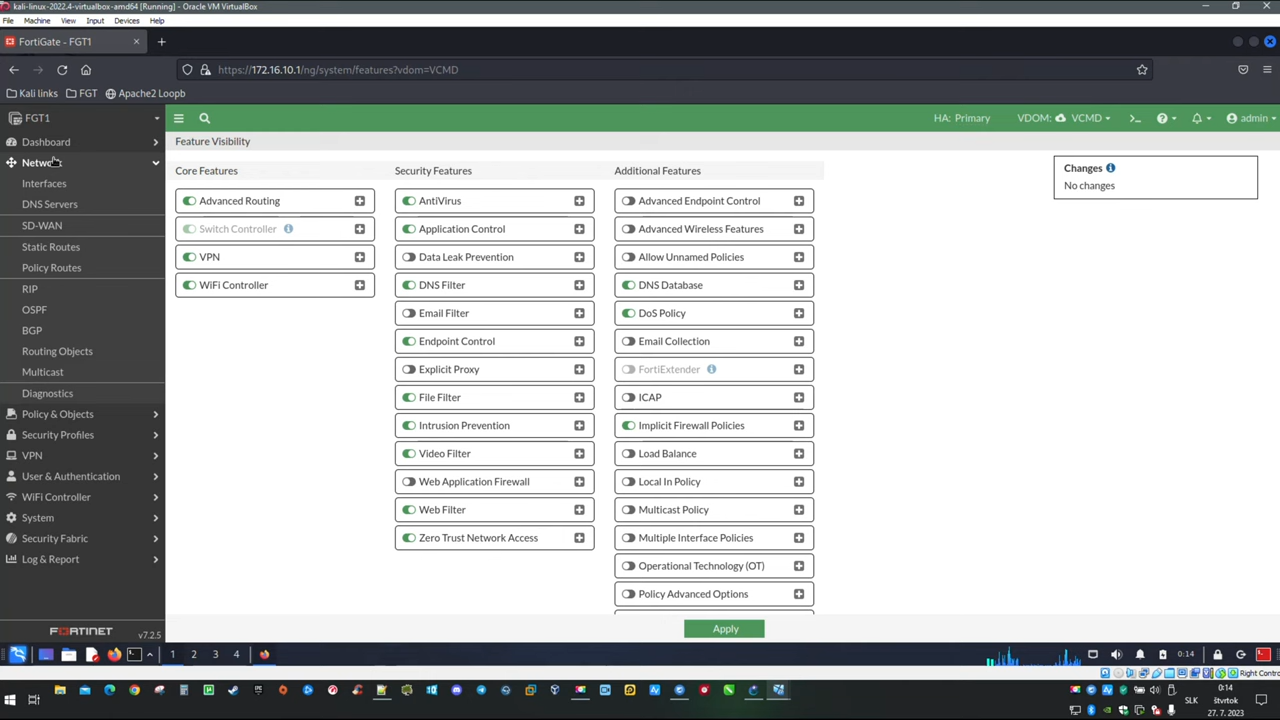 kali-linux-2022.4-virtualbox-amd64 [Running] - Oracle VM VirtualBox
File Machine View Input Devices Help
FortiGate - FGT1
https://172.16.10.1/ng/system/features?vdom=VCMD
Kali links FGT Apache2 Loopb
FGT1
HA: Primary VDOM: VCMD admin
Dashboard
Network
Interfaces
DNS Servers
SD-WAN
Static Routes
Policy Routes
RIP
OSPF
BGP
Routing Objects
Multicast
Diagnostics
Policy & Objects
Security Profiles
VPN
User & Authentication
WiFi Controller
System
Security Fabric
Log & Report
FORTINET v7.2.5
Feature Visibility
Core Features
Advanced Routing
Switch Controller
VPN
WiFi Controller
Security Features
AntiVirus
Application Control
Data Leak Prevention
DNS Filter
Email Filter
Endpoint Control
Explicit Proxy
File Filter
Intrusion Prevention
Video Filter
Web Application Firewall
Web Filter
Zero Trust Network Access
Additional Features
Advanced Endpoint Control
Advanced Wireless Features
Allow Unnamed Policies
DNS Database
DoS Policy
Email Collection
FortiExtender
ICAP
Implicit Firewall Policies
Load Balance
Local In Policy
Multicast Policy
Multiple Interface Policies
Operational Technology (OT)
Policy Advanced Options
Changes
No changes
Apply
1 2 3 4
0:14
Right Contro
SLK
0:14
štvrtok
27. 7. 2023